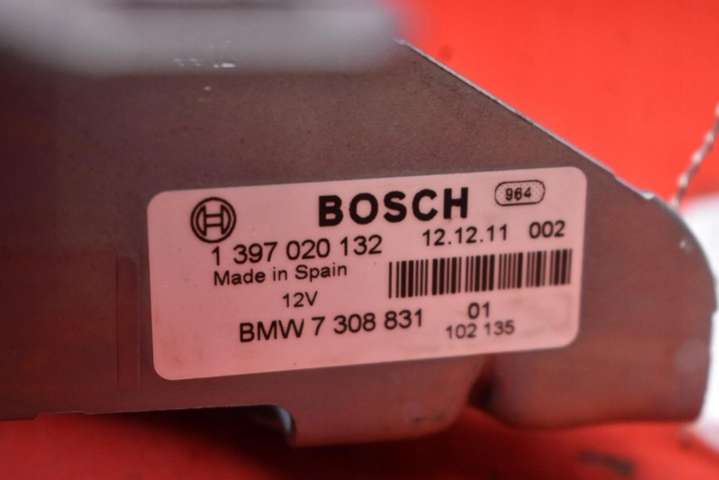 BOSCH 964
1 397 020 132 12.12.11 002
Made in Spain
12V
BMW 7 308 831 01
102 135